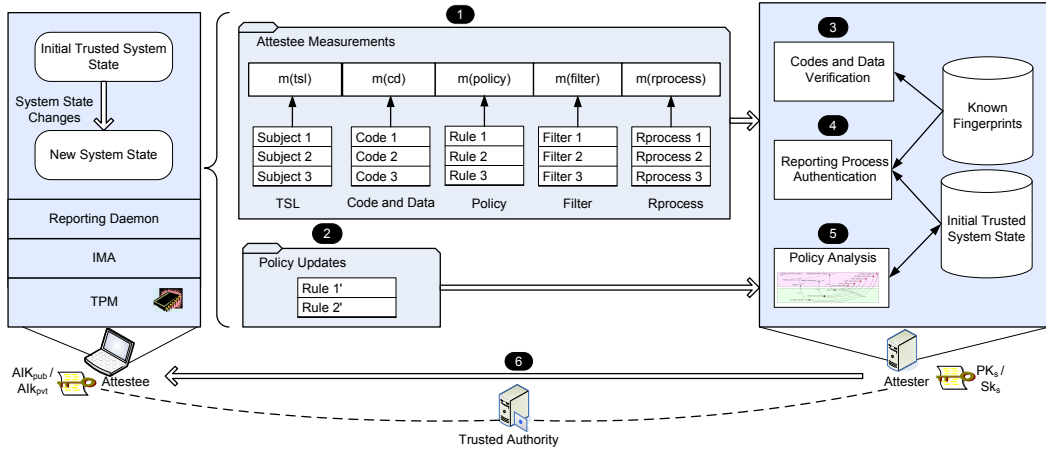 Initial Trusted System
State
System State
Changes
New System State
Reporting Daemon
IMA
TPM
AIKpub /
AIkpvt
Attestee
1
Attestee Measurements
m(tsl) m(cd) m(policy) m(filter) m(rprocess)
Subject 1 Code 1 Rule 1 Filter 1 Rprocess 1
Subject 2 Code 2 Rule 2 Filter 2 Rprocess 2
Subject 3 Code 3 Rule 3 Filter 3 Rprocess 3
TSL Code and Data Policy Filter Rprocess
2
Policy Updates
Rule 1'
Rule 2'
3
Codes and Data
Verification
4
Reporting Process
Authentication
5
Policy Analysis
Known
Fingerprints
Initial Trusted
System State
6
Attester
PKs /
Sks
Trusted Authority